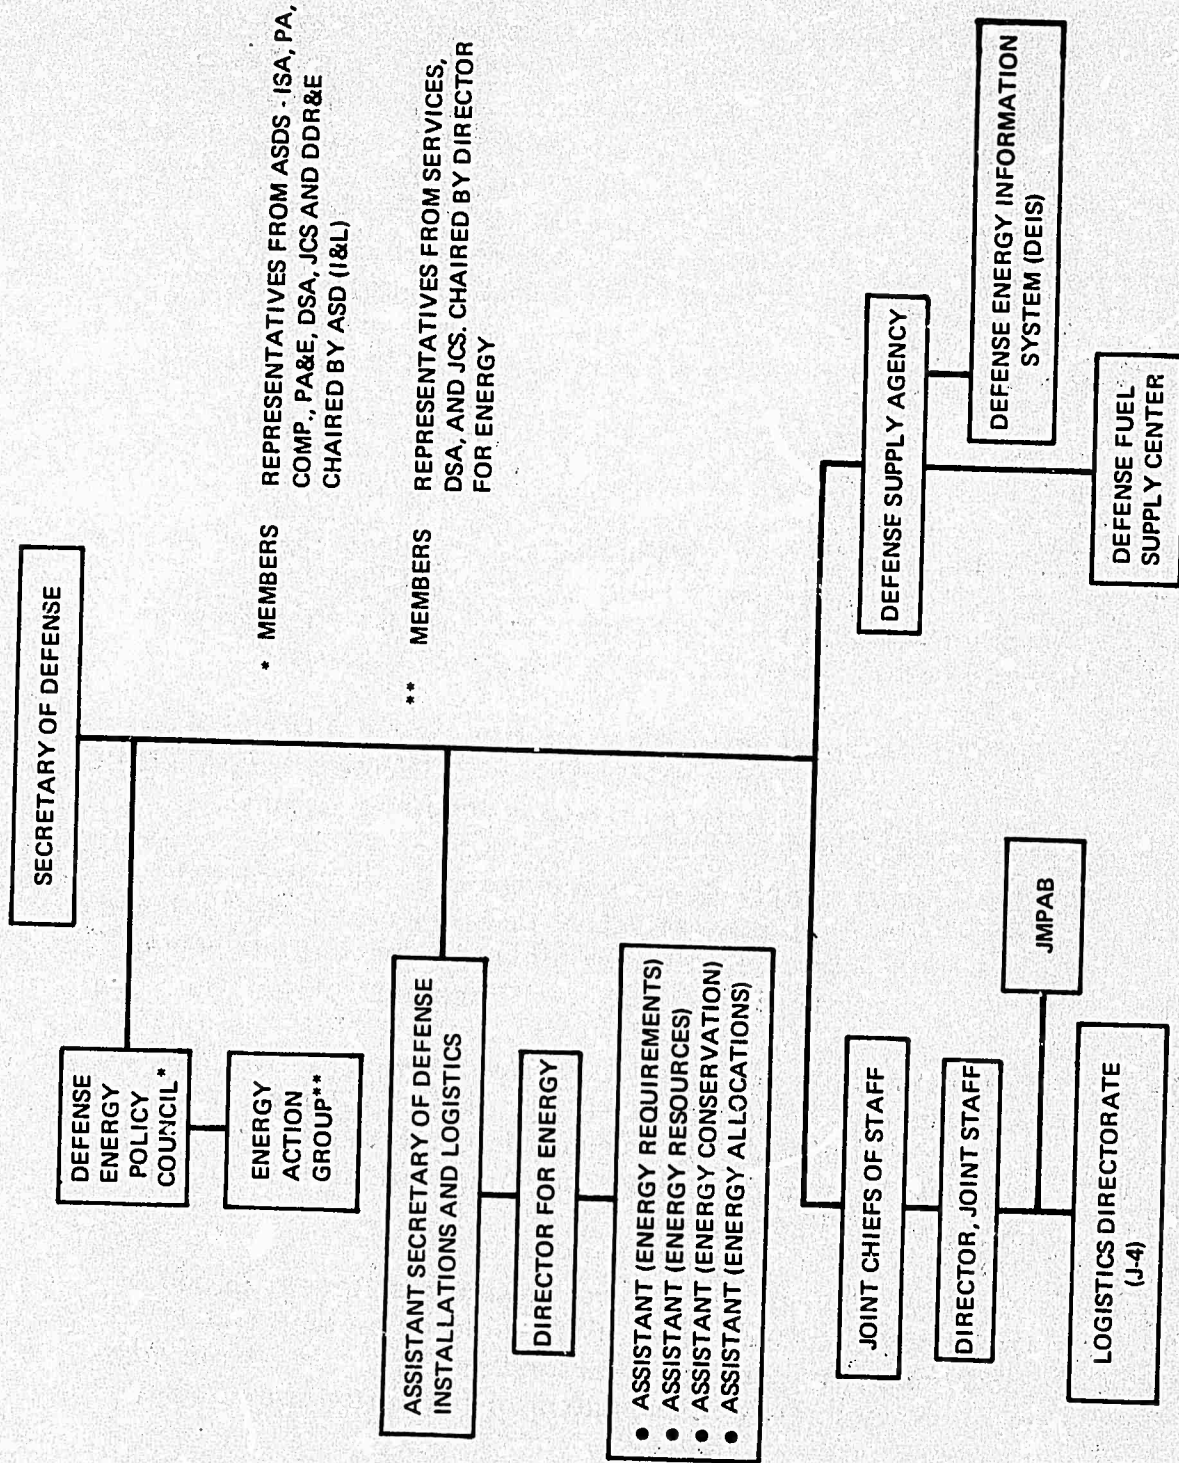 SECRETARY OF DEFENSE
DEFENSE
ENERGY
POLICY
COUNCIL*
ENERGY
ACTION
GROUP**
* MEMBERS REPRESENTATIVES FROM ASDS - ISA, PA,
COMP., PA&E, DSA, JCS AND DDR&E
CHAIRED BY ASD (I&L)
** MEMBERS REPRESENTATIVES FROM SERVICES,
DSA, AND JCS. CHAIRED BY DIRECTOR
FOR ENERGY
ASSISTANT SECRETARY OF DEFENSE
INSTALLATIONS AND LOGISTICS
DIRECTOR FOR ENERGY
● ASSISTANT (ENERGY REQUIREMENTS)
● ASSISTANT (ENERGY RESOURCES)
● ASSISTANT (ENERGY CONSERVATION)
● ASSISTANT (ENERGY ALLOCATIONS)
JOINT CHIEFS OF STAFF
DIRECTOR, JOINT STAFF
JMPAB
LOGISTICS DIRECTORATE
(J-4)
DEFENSE SUPPLY AGENCY
DEFENSE ENERGY INFORMATION
SYSTEM (DEIS)
DEFENSE FUEL
SUPPLY CENTER